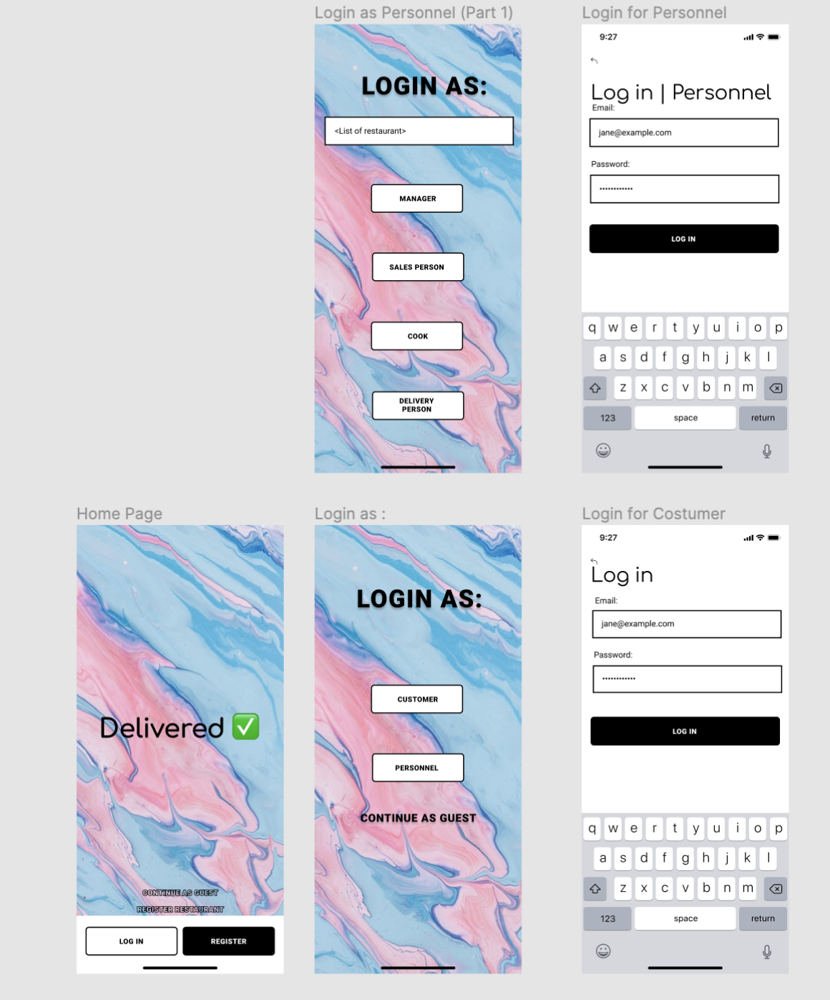 Login as Personnel (Part 1)
LOGIN AS:
<List of restaurant>
MANAGER
SALES PERSON
COOK
DELIVERY
PERSON
Login for Personnel
9:27
Log in | Personnel
Email:
jane@example.com
Password:
••••••••••••
LOG IN
q w e r t y u i o p
a s d f g h j k l
z x c v b n m
123 space return
Home Page
Delivered ✅
CONTINUE AS GUEST
REGISTER RESTAURANT
LOG IN REGISTER
Login as :
LOGIN AS:
CUSTOMER
PERSONNEL
CONTINUE AS GUEST
Login for Costumer
9:27
Log in
Email:
jane@example.com
Password:
••••••••••••
LOG IN
q w e r t y u i o p
a s d f g h j k l
z x c v b n m
123 space return